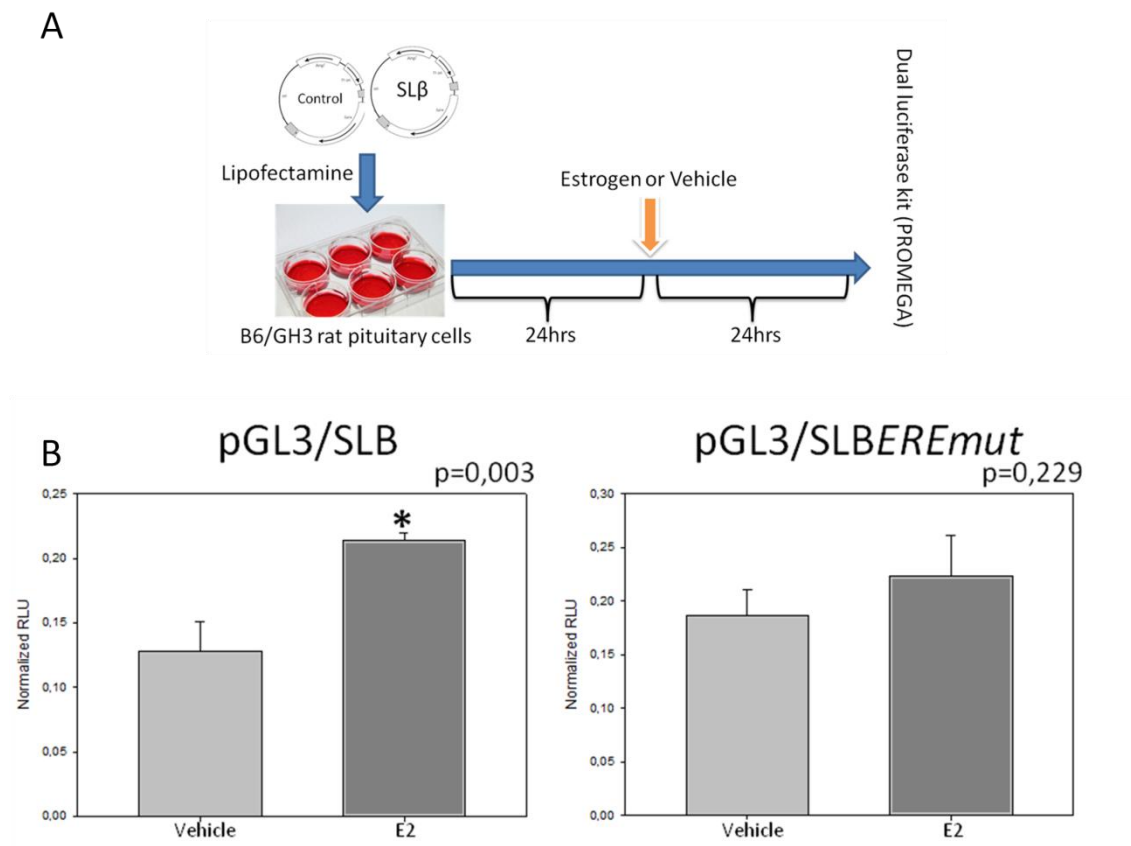 A
Control
SLβ
Lipofectamine
Estrogen or Vehicle
Dual luciferase kit (PROMEGA)
B6/GH3 rat pituitary cells
24hrs
24hrs
B
pGL3/SLB
p=0,003
0,25
0,20
0,15
0,10
0,05
0,00
Normalized RLU
*
Vehicle
E2
pGL3/SLBEREmut
p=0,229
0,30
0,25
0,20
0,15
0,10
0,05
0,00
Normalized RLU
Vehicle
E2